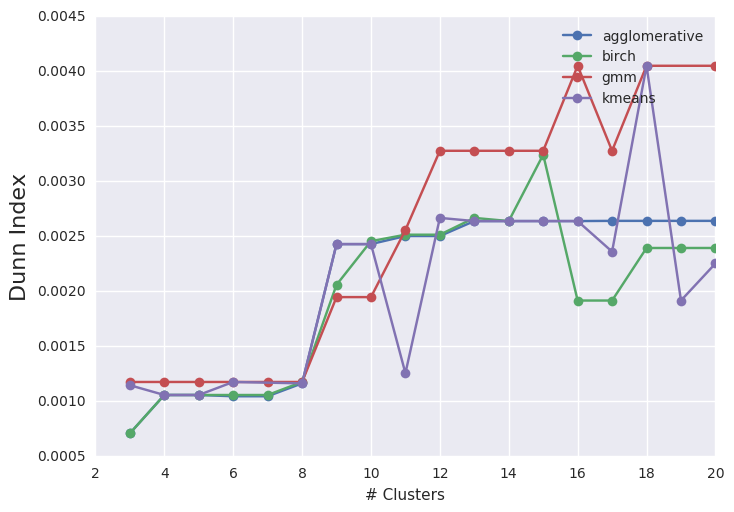 0.0045
0.0040
0.0035
0.0030
0.0025
0.0020
0.0015
0.0010
0.0005
Dunn Index
2 4 6 8 10 12 14 16 18 20
# Clusters
agglomerative
birch
gmm
kmeans